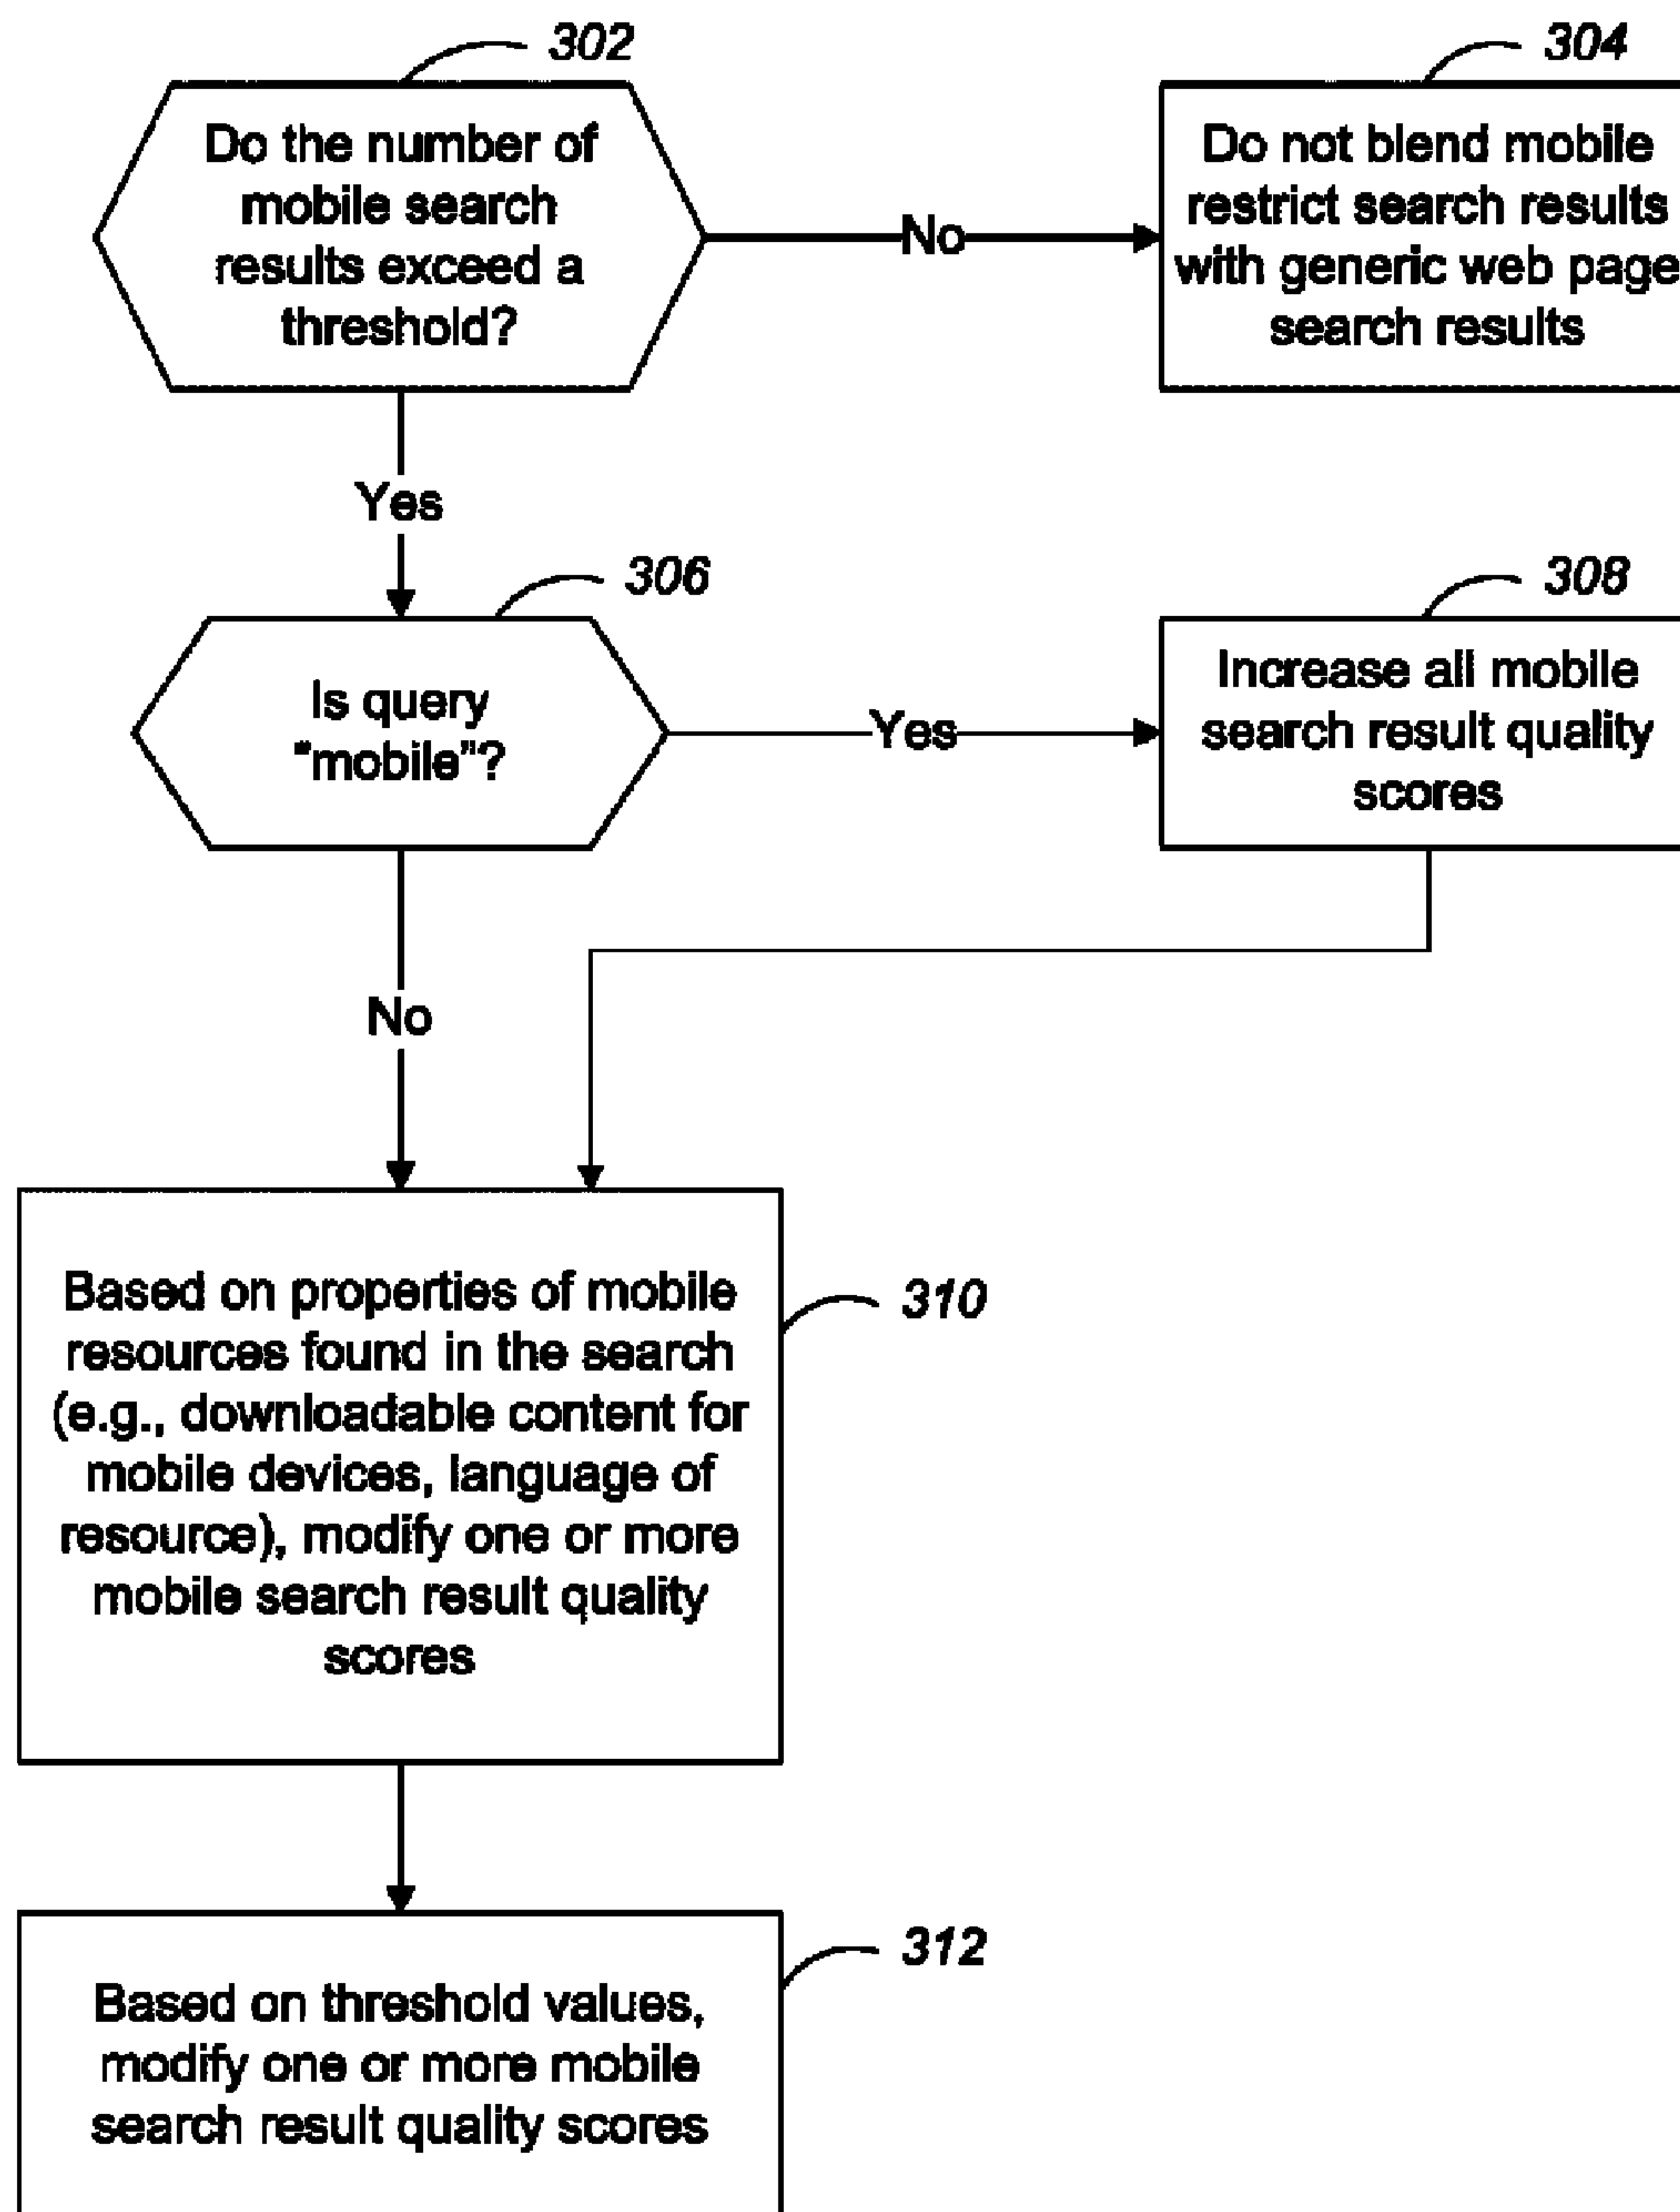 302
Do the number of
mobile search
results exceed a
threshold?
No
304
Do not blend mobile
restrict search results
with generic web page
search results
Yes
306
Is query
“mobile”?
Yes
308
Increase all mobile
search result quality
scores
No
310
Based on properties of mobile
resources found in the search
(e.g., downloadable content for
mobile devices, language of
resource), modify one or more
mobile search result quality
scores
312
Based on threshold values,
modify one or more mobile
search result quality scores